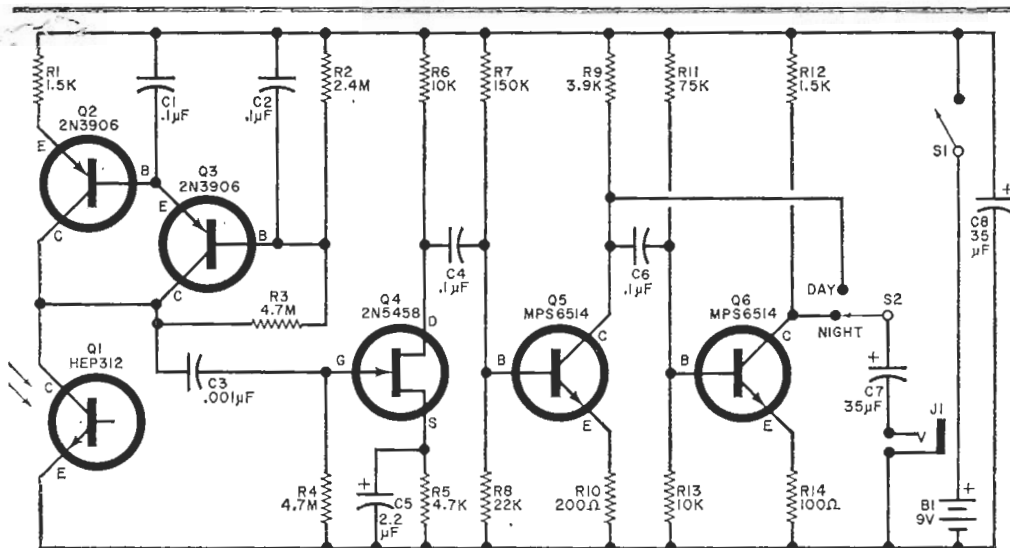 R1
1.5K
C1
.1µF
C2
.1µF
R2
2.4M
R6
10K
R7
150K
R9
3.9K
R11
75K
R12
1.5K
Q2
2N3906
E
B
C
Q3
2N3906
E
B
C
S1
C8
35
µF
+
R3
4.7M
Q4
2N5458
D
G
S
C4
.1µF
Q5
MPS6514
B
C
E
C6
.1µF
Q6
MPS6514
B
C
E
DAY
NIGHT
S2
Q1
HEP312
C
E
C3
.001µF
+
C7
35µF
J1
R4
4.7M
+
C5
2.2
µF
R5
4.7K
R8
22K
R10
200Ω
R13
10K
R14
100Ω
B1
9V
+